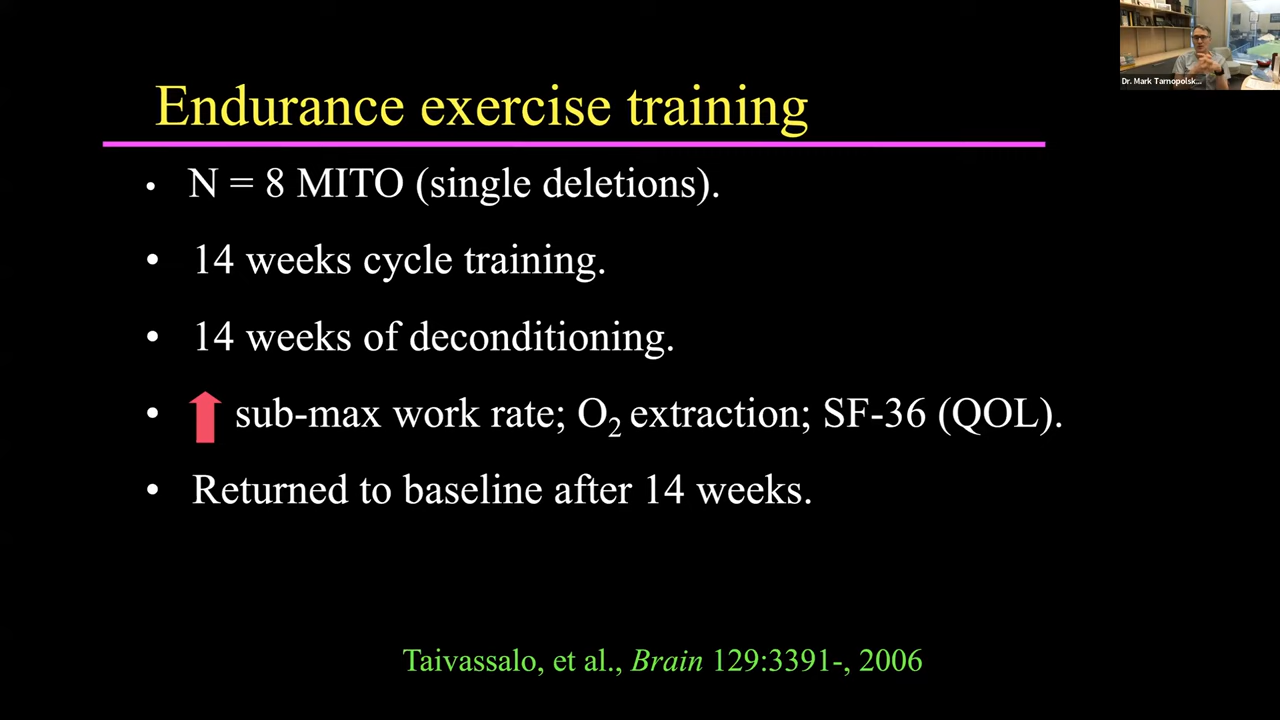 Dr. Mark Tarnopolsk...
Endurance exercise training
• N = 8 MITO (single deletions).
• 14 weeks cycle training.
• 14 weeks of deconditioning.
• sub-max work rate; O₂ extraction; SF-36 (QOL).
• Returned to baseline after 14 weeks.
Taivassalo, et al., Brain 129:3391-, 2006